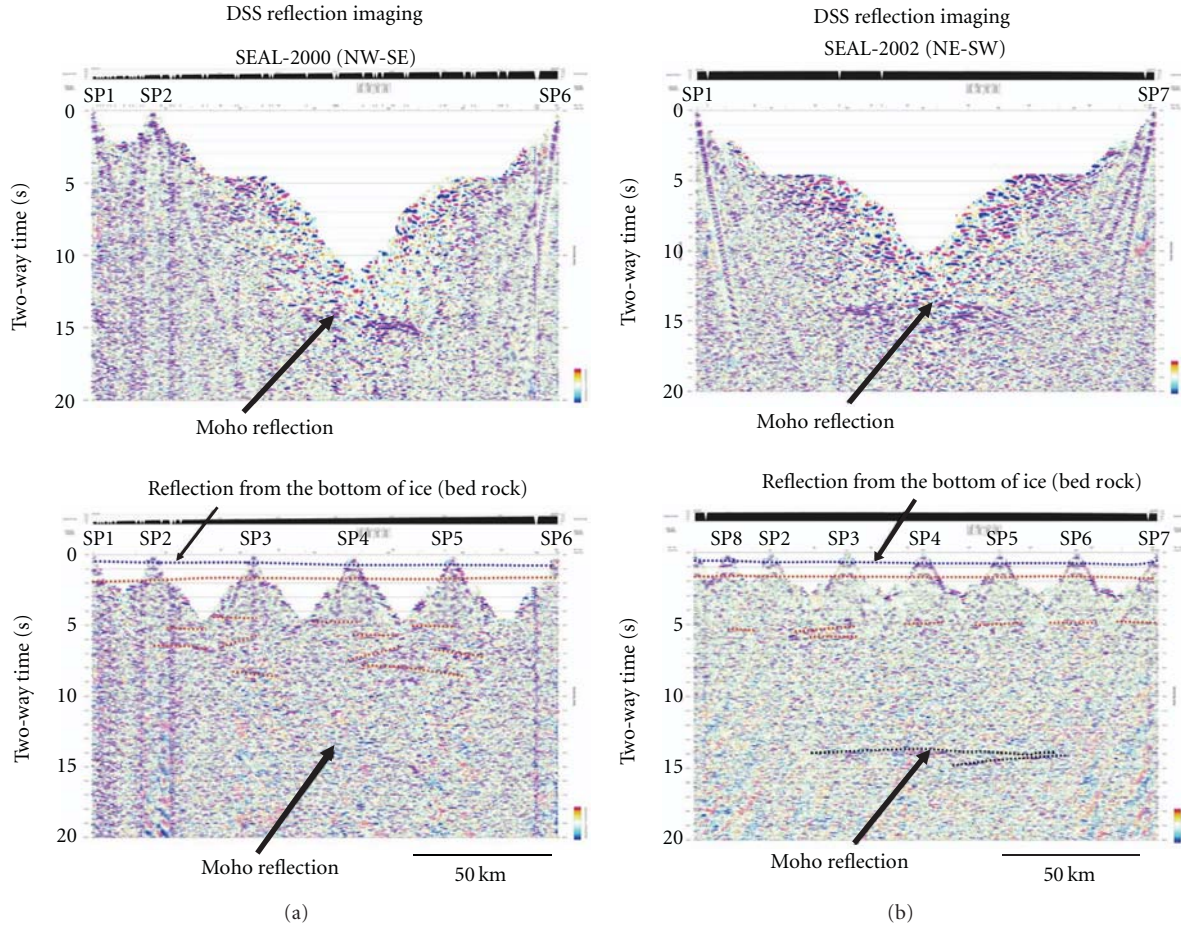 DSS reflection imaging
SEAL-2000 (NW-SE)
SP1 SP2 SP6
0
5
10
15
20
Two-way time (s)
Moho reflection
DSS reflection imaging
SEAL-2002 (NE-SW)
SP1 SP7
0
5
10
15
20
Two-way time (s)
Moho reflection
Reflection from the bottom of ice (bed rock)
SP1 SP2 SP3 SP4 SP5 SP6
0
5
10
15
20
Two-way time (s)
Moho reflection
50 km
(a)
Reflection from the bottom of ice (bed rock)
SP8 SP2 SP3 SP4 SP5 SP6 SP7
0
5
10
15
20
Two-way time (s)
Moho reflection
50 km
(b)